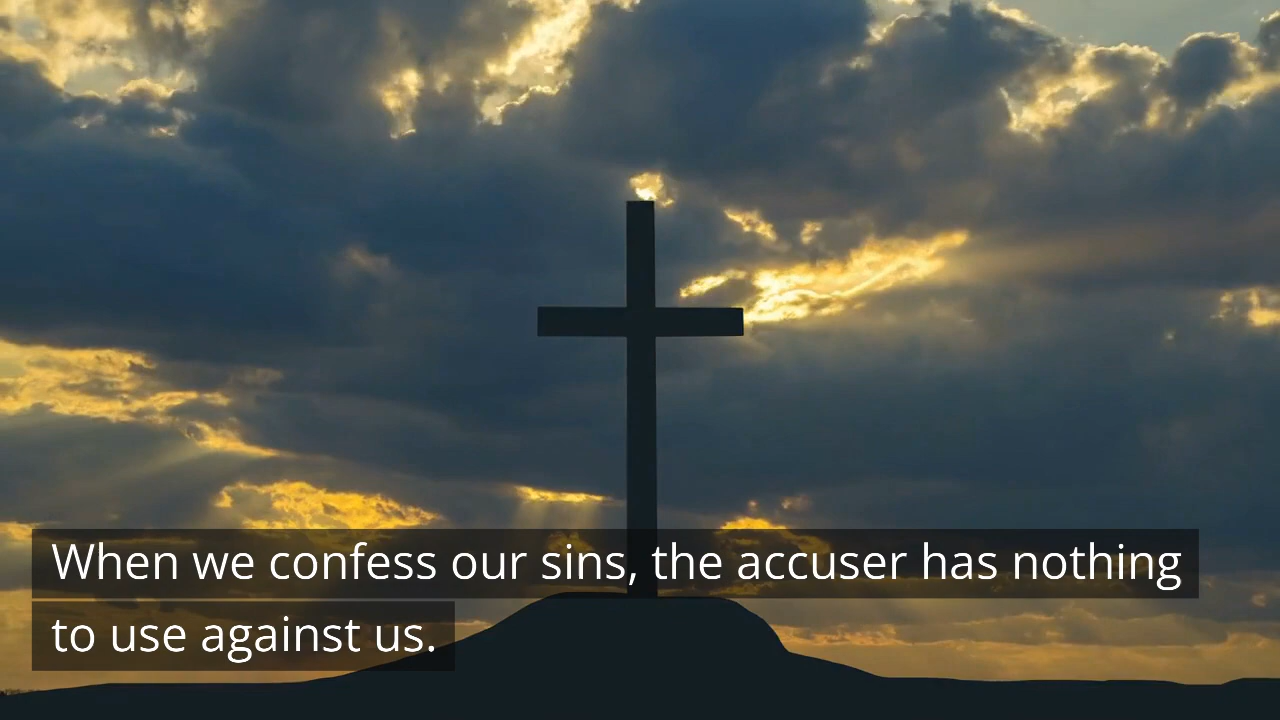 When we confess our sins, the accuser has nothing
to use against us.